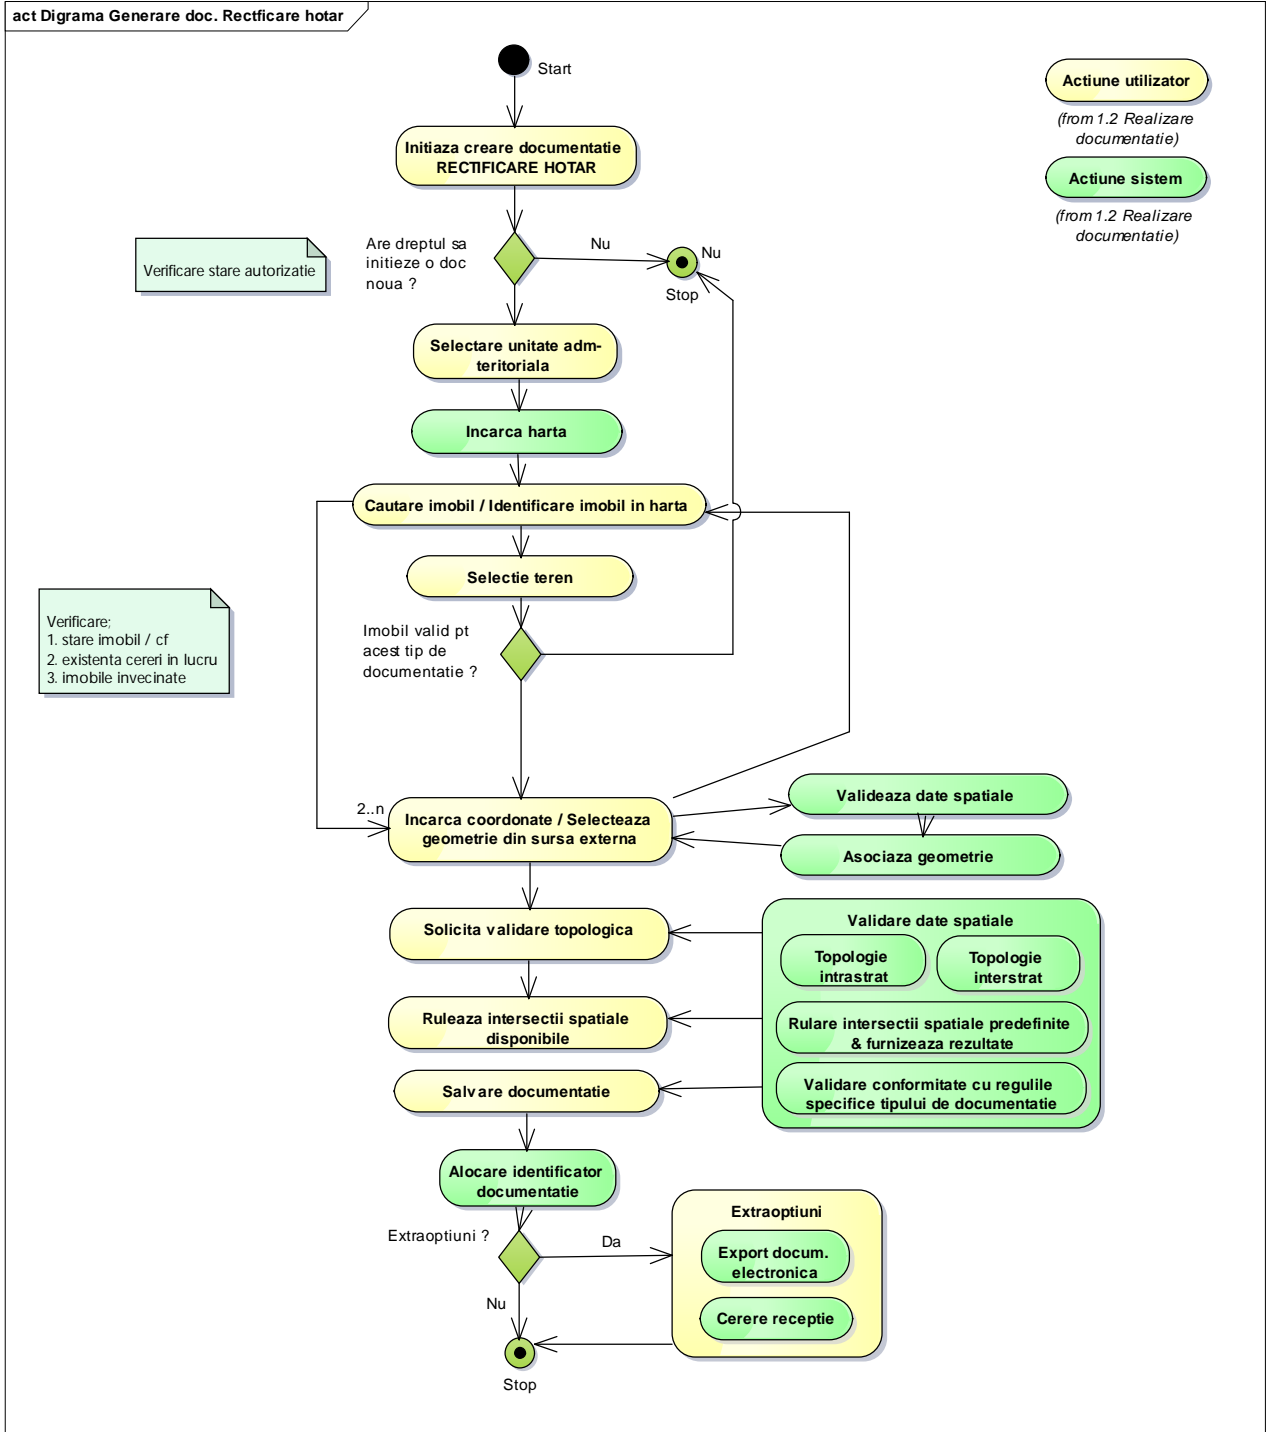 act Digrama Generare doc. Rectficare hotar
Start
Actiune utilizator
(from 1.2 Realizare
documentatie)
Actiune sistem
(from 1.2 Realizare
documentatie)
Initiaza creare documentatie
RECTIFICARE HOTAR
Are dreptul sa
initieze o doc
noua ?
Nu
Nu
Stop
Verificare stare autorizatie
Selectare unitate adm-
teritoriala
Incarca harta
Cautare imobil / Identificare imobil in harta
Selectie teren
Imobil valid pt
acest tip de
documentatie ?
Verificare;
1. stare imobil / cf
2. existenta cereri in lucru
3. imobile invecinate
2..n
Incarca coordonate / Selecteaza
geometrie din sursa externa
Valideaza date spatiale
Asociaza geometrie
Solicita validare topologica
Validare date spatiale
Topologie
intrastrat
Topologie
interstrat
Ruleaza intersectii spatiale
disponibile
Rulare intersectii spatiale predefinite
& furnizeaza rezultate
Salvare documentatie
Validare conformitate cu regulile
specifice tipului de documentatie
Alocare identificator
documentatie
Extraoptiuni ?
Da
Nu
Extraoptiuni
Export docum.
electronica
Cerere receptie
Stop